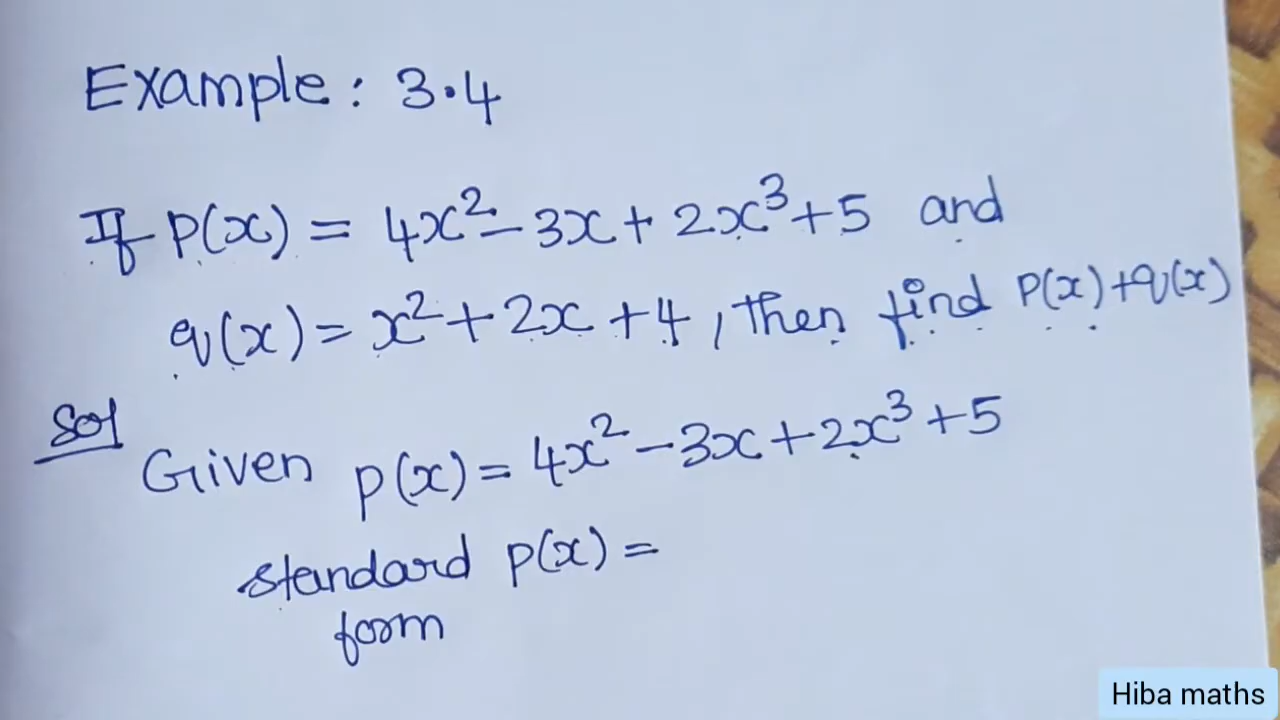 Example: 3.4
If p(x) = 4x² - 3x + 2x³ + 5 and
q(x) = x² + 2x + 4, then find p(x) + q(x)
Sol
Given p(x) = 4x² - 3x + 2x³ + 5
standard p(x) =
form
Hiba maths